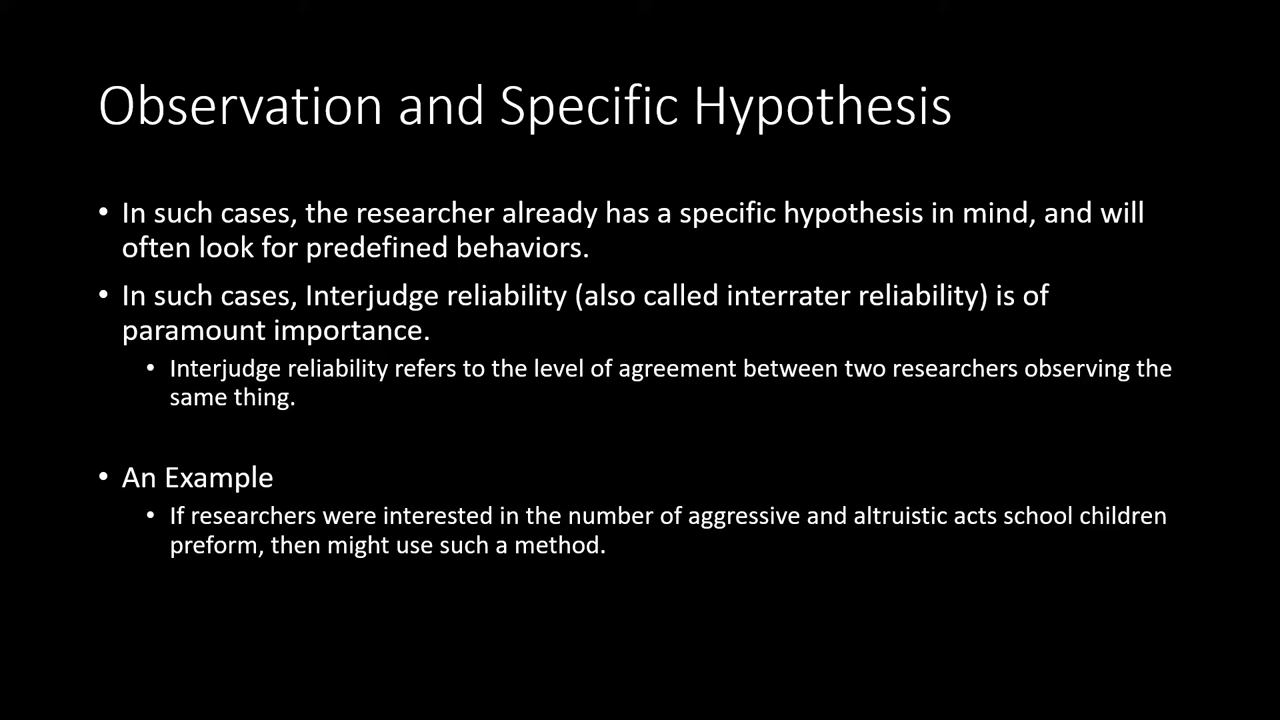 Observation and Specific Hypothesis
• In such cases, the researcher already has a specific hypothesis in mind, and will
often look for predefined behaviors.
• In such cases, Interjudge reliability (also called interrater reliability) is of
paramount importance.
• Interjudge reliability refers to the level of agreement between two researchers observing the
same thing.
• An Example
• If researchers were interested in the number of aggressive and altruistic acts school children
preform, then might use such a method.